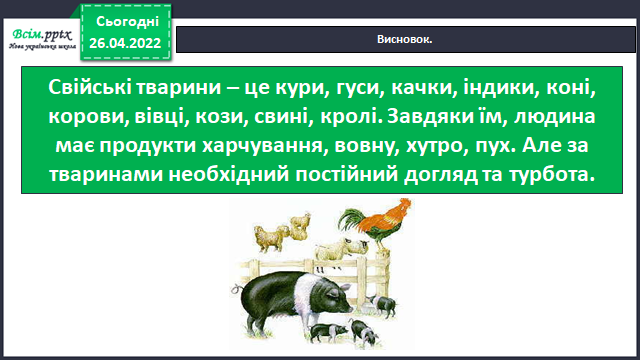 Всім.pptx
Нова українська школа
Сьогодні
26.04.2022
Висновок.
Свійські тварини – це кури, гуси, качки, індики, коні,
корови, вівці, кози, свині, кролі. Завдяки їм, людина
має продукти харчування, вовну, хутро, пух. Але за
тваринами необхідний постійний догляд та турбота.